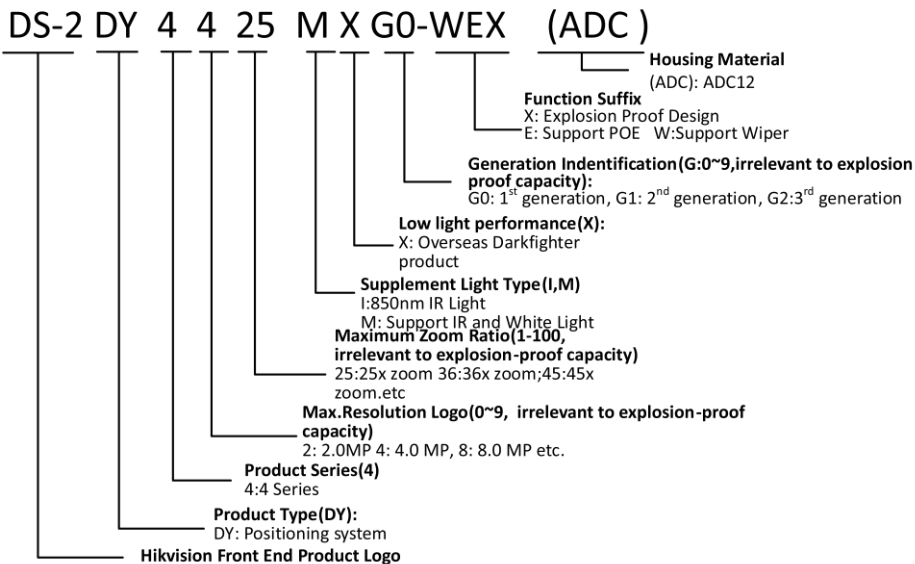 DS-2 DY 4 4 25 M X G0-WEX (ADC )
Housing Material
(ADC): ADC12
Function Suffix
X: Explosion Proof Design
E: Support POE W:Support Wiper
Generation Indentification(G:0~9,irrelevant to explosion
proof capacity):
G0: 1st generation, G1: 2nd generation, G2:3rd generation
Low light performance(X):
X: Overseas Darkfighter
product
Supplement Light Type(I,M)
I:850nm IR Light
M: Support IR and White Light
Maximum Zoom Ratio(1-100,
irrelevant to explosion-proof capacity)
25:25x zoom 36:36x zoom;45:45x
zoom.etc
Max.Resolution Logo(0~9, irrelevant to explosion-proof
capacity)
2: 2.0MP 4: 4.0 MP, 8: 8.0 MP etc.
Product Series(4)
4:4 Series
Product Type(DY):
DY: Positioning system
Hikvision Front End Product Logo